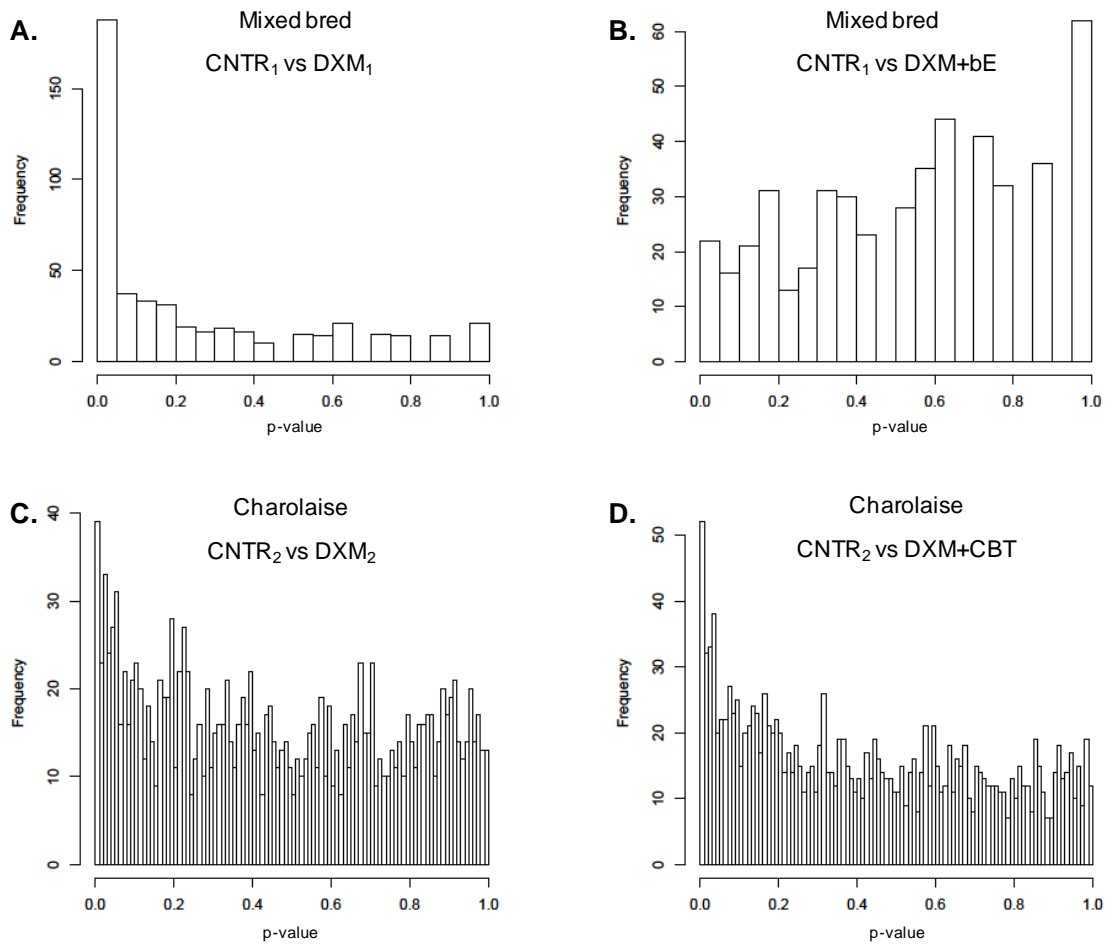 A.
Mixed bred
CNTR₁ vs DXM₁
Frequency
150
100
50
0
0.0 0.2 0.4 0.6 0.8 1.0
p-value
B.
Mixed bred
CNTR₁ vs DXM+bE
Frequency
60
50
40
30
20
10
0
0.0 0.2 0.4 0.6 0.8 1.0
p-value
C.
Charolaise
CNTR₂ vs DXM₂
Frequency
40
30
20
10
0
0.0 0.2 0.4 0.6 0.8 1.0
p-value
D.
Charolaise
CNTR₂ vs DXM+CBT
Frequency
50
40
30
20
10
0
0.0 0.2 0.4 0.6 0.8 1.0
p-value